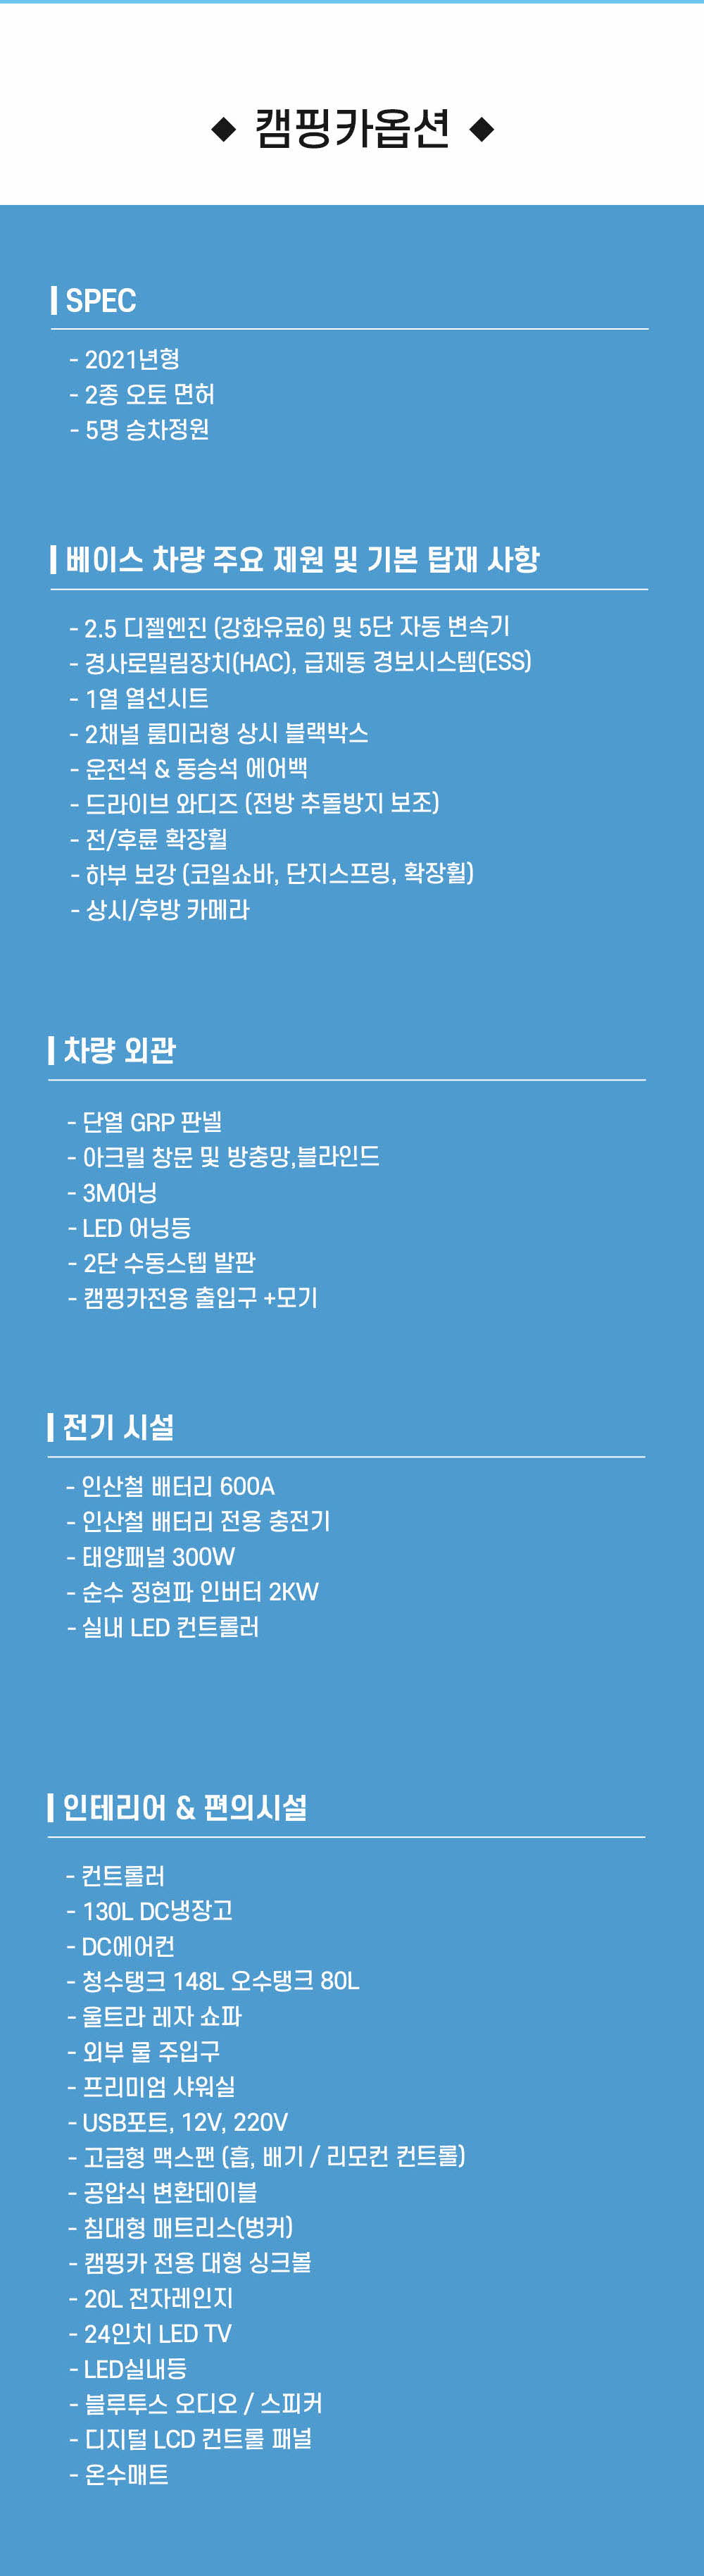 ◆ 캠핑카옵션 ◆
SPEC
- 2021년형
- 2종 오토 면허
- 5명 승차정원
베이스 차량 주요 제원 및 기본 탑재 사항
- 2.5 디젤엔진 (강화유료6) 및 5단 자동 변속기
- 경사로밀림장치(HAC), 급제동 경보시스템(ESS)
- 1열 열선시트
- 2채널 룸미러형 상시 블랙박스
- 운전석 & 동승석 에어백
- 드라이브 와디즈 (전방 추돌방지 보조)
- 전/후륜 확장휠
- 하부 보강 (코일쇼바, 단지스프링, 확장휠)
- 상시/후방 카메라
차량 외관
- 단열 GRP 판넬
- 아크릴 창문 및 방충망,블라인드
- 3M어닝
- LED 어닝등
- 2단 수동스텝 발판
- 캠핑카전용 출입구 +모기
전기 시설
- 인산철 배터리 600A
- 인산철 배터리 전용 충전기
- 태양패널 300W
- 순수 정현파 인버터 2KW
- 실내 LED 컨트롤러
인테리어 & 편의시설
- 컨트롤러
- 130L DC냉장고
- DC에어컨
- 청수탱크 148L 오수탱크 80L
- 울트라 레자 쇼파
- 외부 물 주입구
- 프리미엄 샤워실
- USB포트, 12V, 220V
- 고급형 맥스팬 (흡, 배기 / 리모컨 컨트롤)
- 공압식 변환테이블
- 침대형 매트리스(벙커)
- 캠핑카 전용 대형 싱크볼
- 20L 전자레인지
- 24인치 LED TV
- LED실내등
- 블루투스 오디오 / 스피커
- 디지털 LCD 컨트롤 패널
- 온수매트